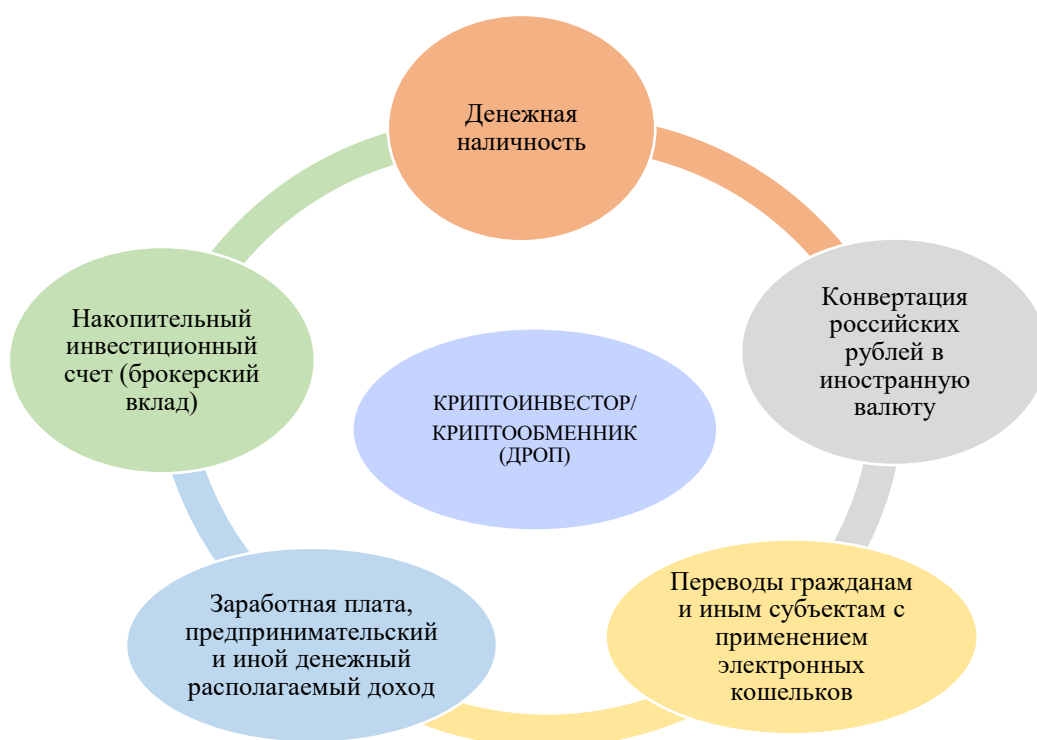 Денежная
наличность
Накопительный
инвестиционный
счет (брокерский
вклад)
Конвертация
российских
рублей в
иностранную
валюту
КРИПТОИНВЕСТОР/
КРИПТООБМЕННИК
(ДРОП)
Заработная плата,
предпринимательский
и иной денежный
располагаемый доход
Переводы гражданам
и иным субъектам с
применением
электронных
кошельков